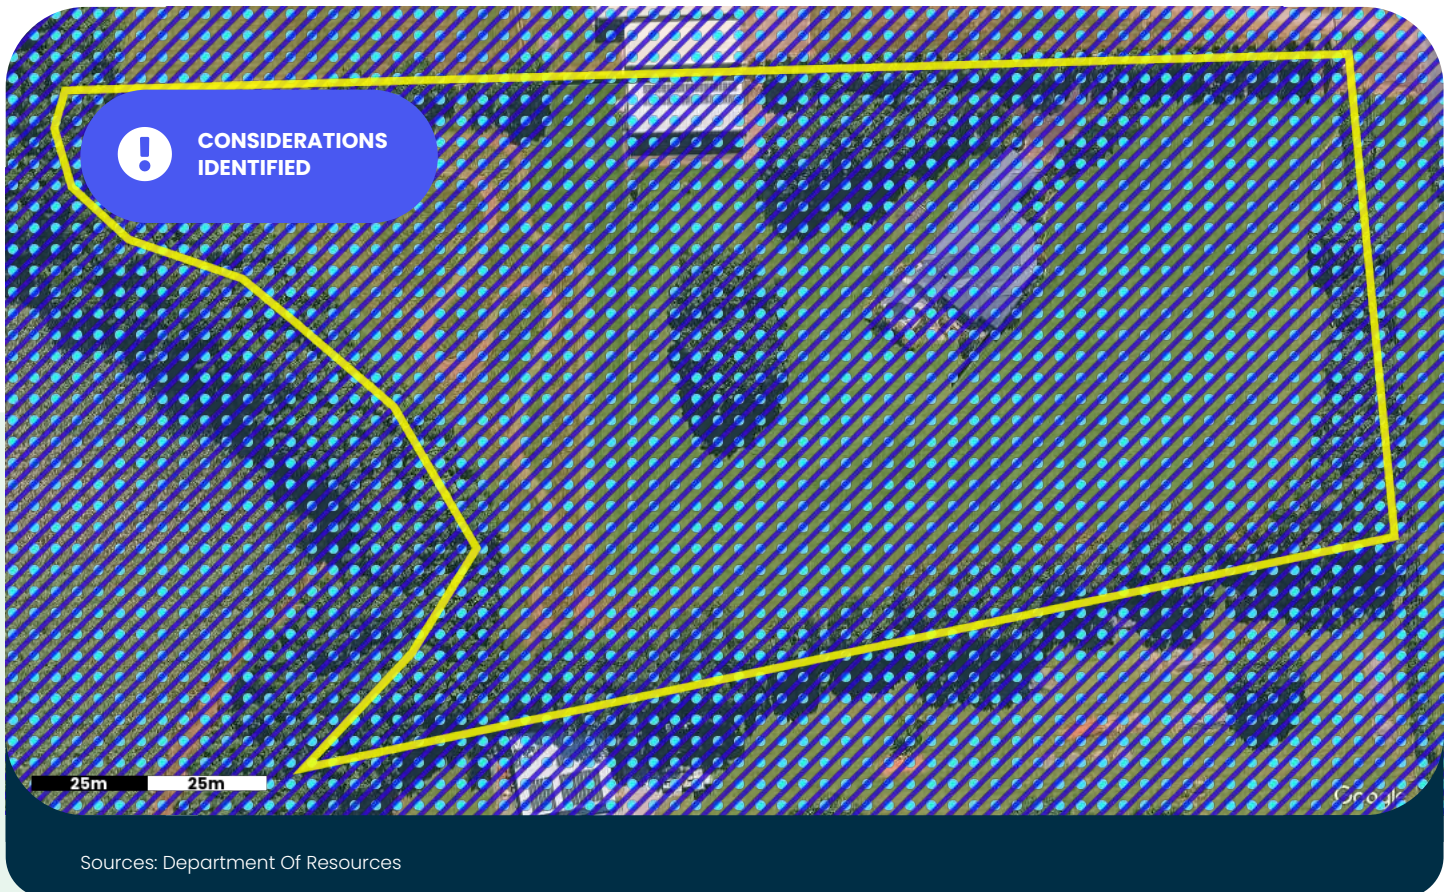 CONSIDERATIONS
IDENTIFIED
25m 25m
Google
Sources: Department Of Resources